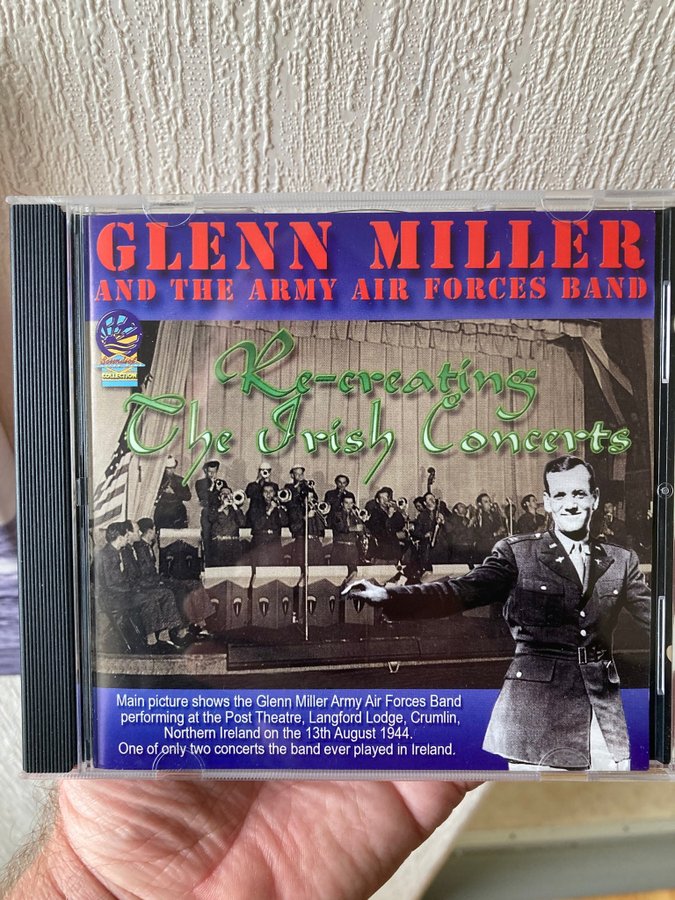 GLENN MILLER
AND THE ARMY AIR FORCES BAND
COLLECTION
Re-creating
The Irish Concerts
Main picture shows the Glenn Miller Army Air Forces Band
performing at the Post Theatre, Langford Lodge, Crumlin,
Northern Ireland on the 13th August 1944.
One of only two concerts the band ever played in Ireland.